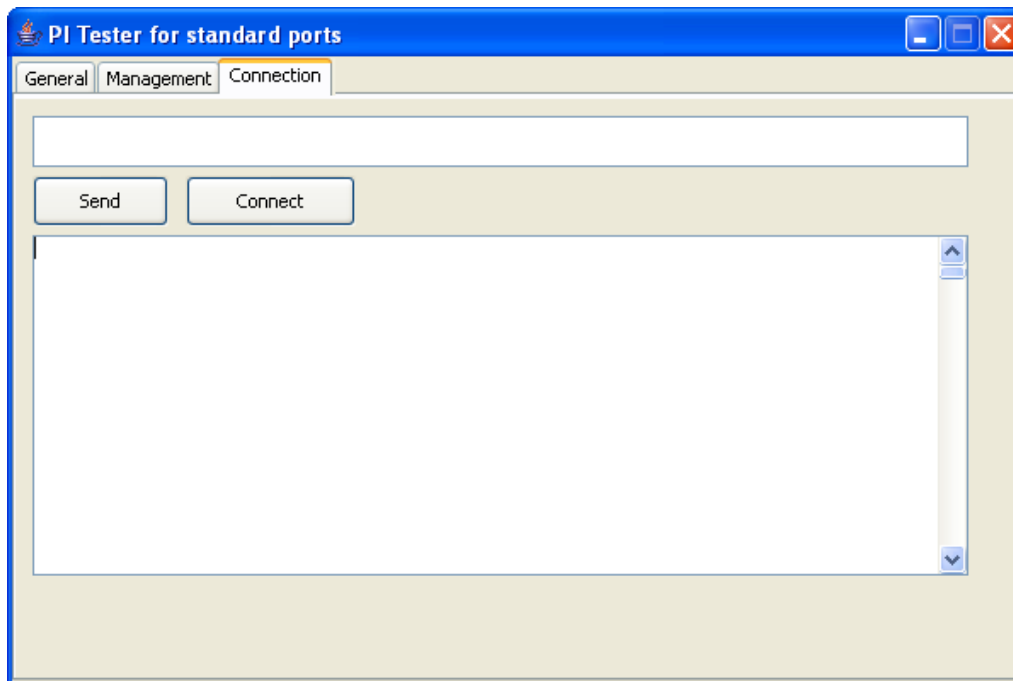 PI Tester for standard ports
General Management Connection
Send Connect